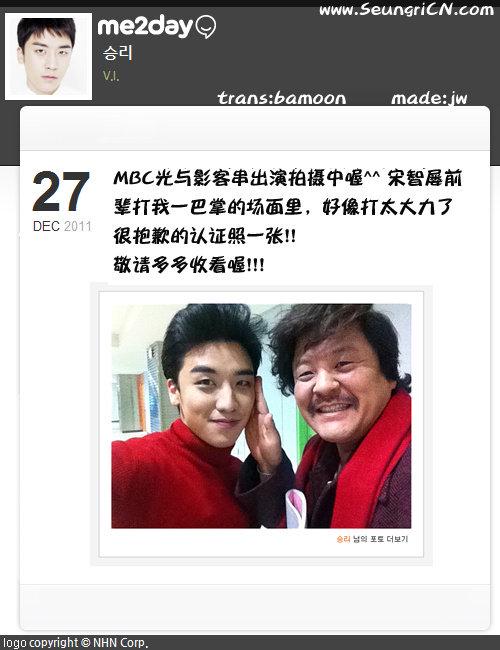 www.SeungriCN.com
me2day
승리
V.I.
trans:bamoon made:jw
27
DEC 2011
MBC光与影客串出演拍摄中喔^^ 宋智孱前
辈打我一巴掌的场面里，好像打太大力了
很抱歉的认证照一张!!
敬请多多收看喔!!!
승리 님의 포토 더보기
logo copyright © NHN Corp.